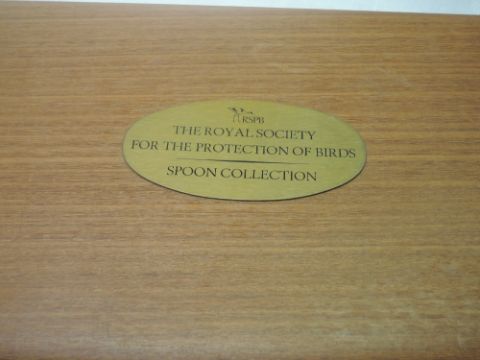 RSPB
THE ROYAL SOCIETY
FOR THE PROTECTION OF BIRDS
SPOON COLLECTION